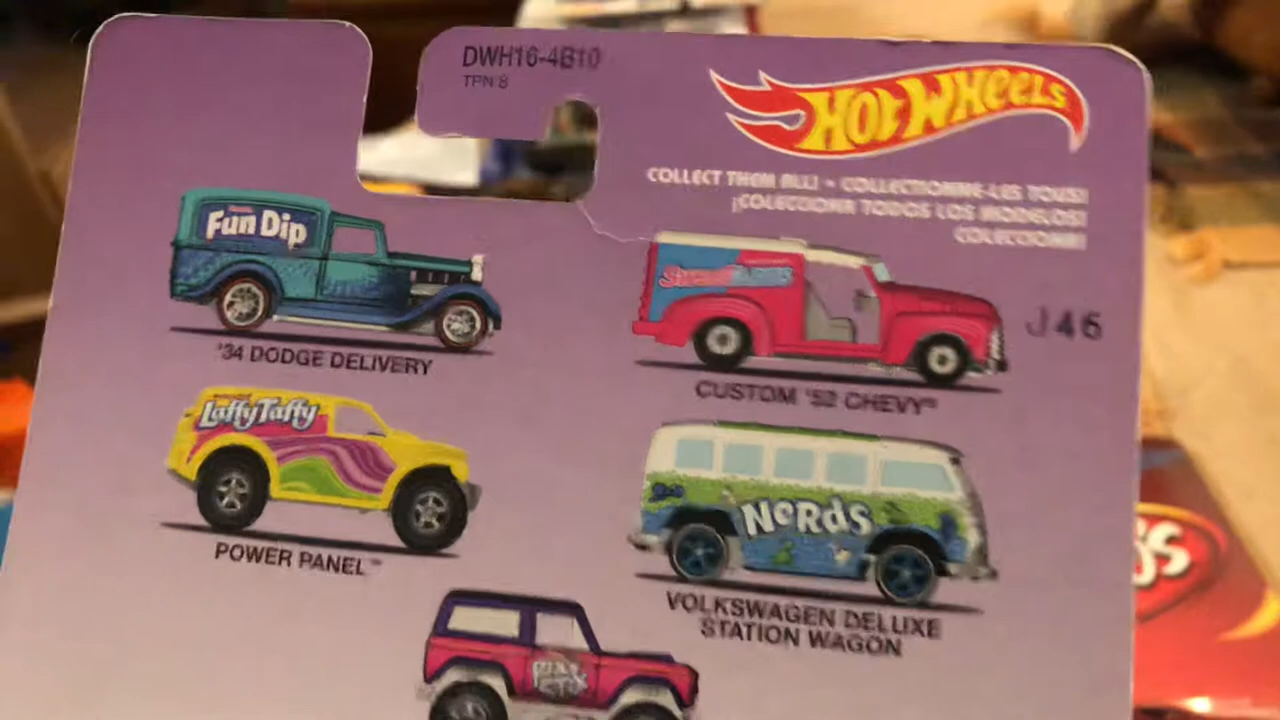 DWH16-4B10
TPN 8
HOT WHEELS
COLLECT THEM ALL! • COLLECTIONNE-LES TOUS!
¡COLECCIONA TODOS LOS MODELOS!
COLECIONE!
Fun Dip
'34 DODGE DELIVERY
J46
CUSTOM '52 CHEVY®
Laffy Taffy
POWER PANEL™
NeRdS
VOLKSWAGEN DELUXE
STATION WAGON